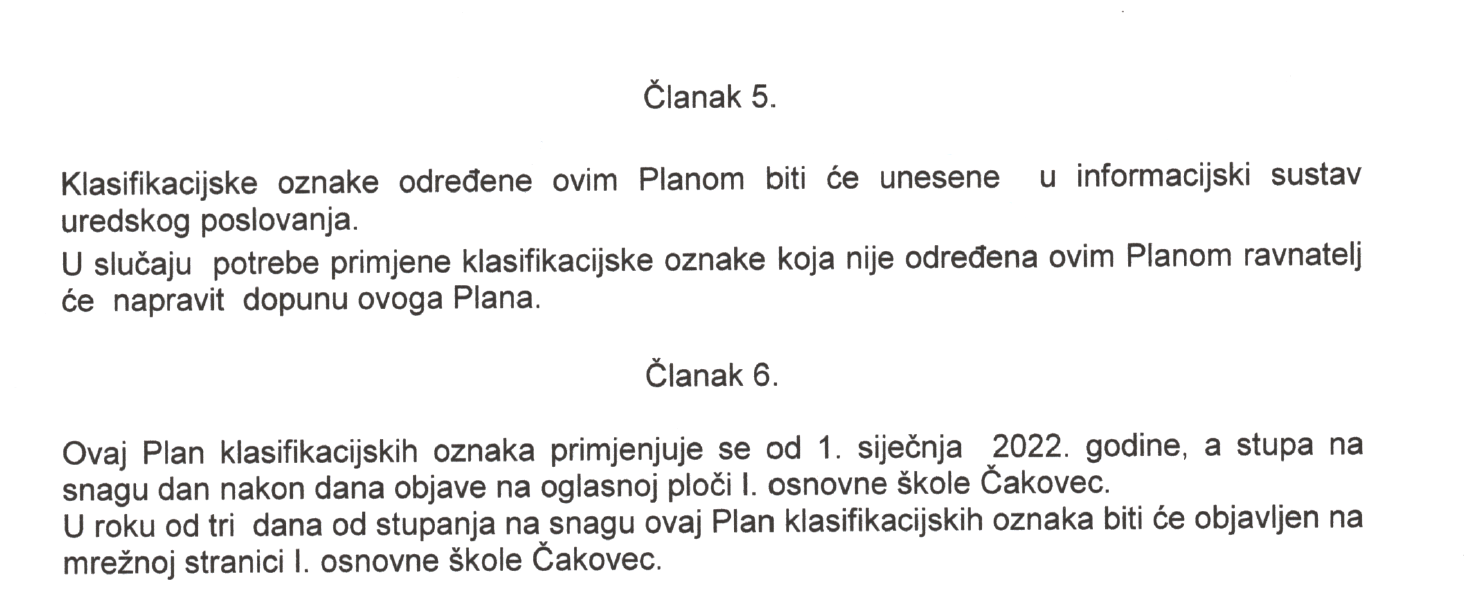 Članak 5.
Klasifikacijske oznake određene ovim Planom biti će unesene u informacijski sustav
uredskog poslovanja.
U slučaju potrebe primjene klasifikacijske oznake koja nije određena ovim Planom ravnatelj
će napravit dopunu ovoga Plana.
Članak 6.
Ovaj Plan klasifikacijskih oznaka primjenjuje se od 1. siječnja 2022. godine, a stupa na
snagu dan nakon dana objave na oglasnoj ploči I. osnovne škole Čakovec.
U roku od tri dana od stupanja na snagu ovaj Plan klasifikacijskih oznaka biti će objavljen na
mrežnoj stranici I. osnovne škole Čakovec.